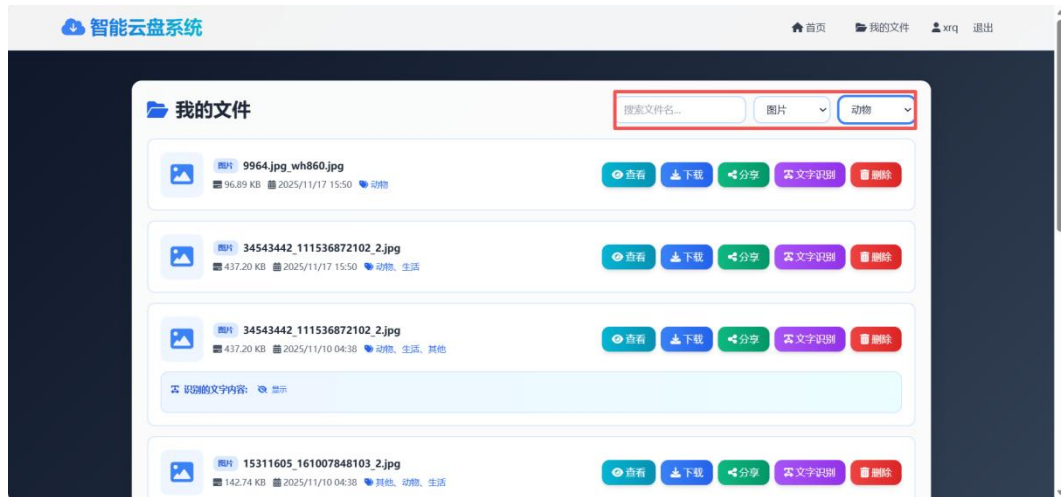 智能云盘系统
首页 我的文件 xrq 退出
我的文件
搜索文件名... 图片 动物
图片 9964.jpg_wh860.jpg
96.89 KB 2025/11/17 15:50 动物
查看 下载 分享 文字识别 删除
图片 34543442_111536872102_2.jpg
437.20 KB 2025/11/17 15:50 动物、生活
查看 下载 分享 文字识别 删除
图片 34543442_111536872102_2.jpg
437.20 KB 2025/11/10 04:38 动物、生活、其他
查看 下载 分享 文字识别 删除
识别的文字内容: 显示
图片 15311605_161007848103_2.jpg
142.74 KB 2025/11/10 04:38 其他、动物、生活
查看 下载 分享 文字识别 删除